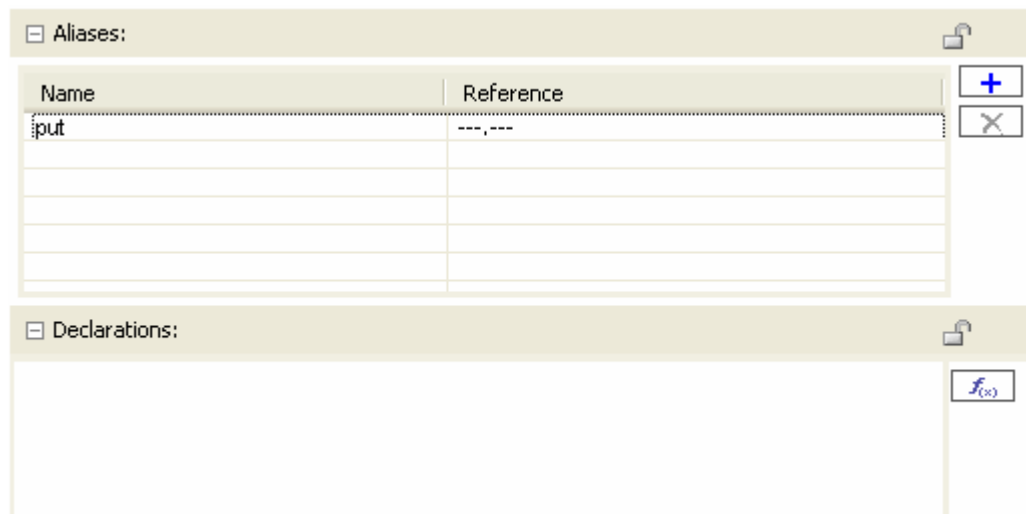 Aliases:
Name Reference
put ---,---
Declarations:
f(x)